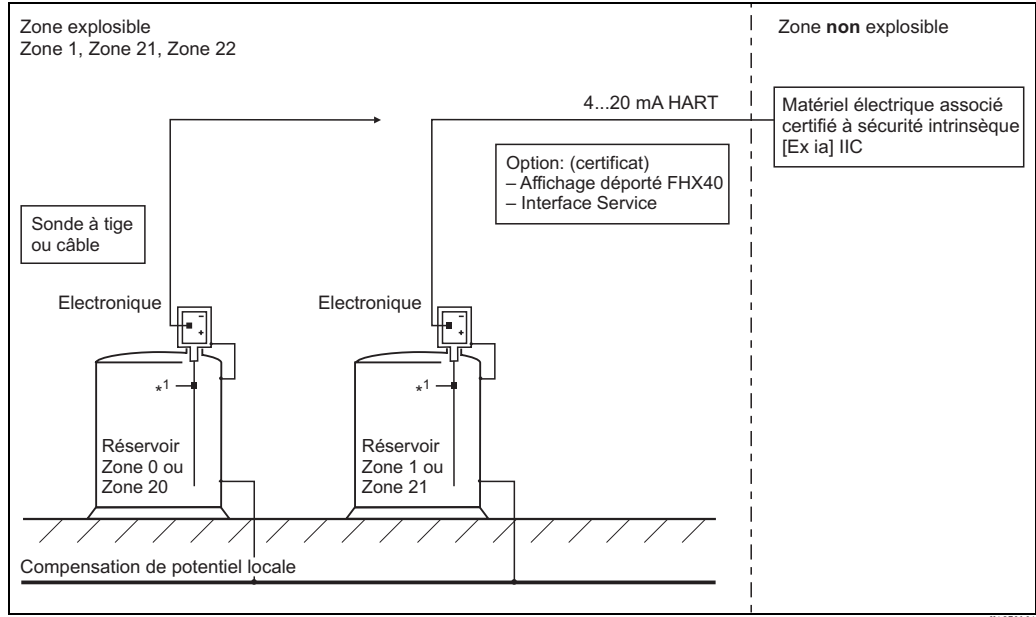 Zone explosible
Zone 1, Zone 21, Zone 22
Zone non explosible
4...20 mA HART
Matériel électrique associé
certifié à sécurité intrinsèque
[Ex ia] IIC
Option: (certificat)
– Affichage déporté FHX40
– Interface Service
Sonde à tige
ou câble
Electronique
Electronique
–
+
–
+
*1
*1
Réservoir
Zone 0 ou
Zone 20
Réservoir
Zone 1 ou
Zone 21
Compensation de potentiel locale